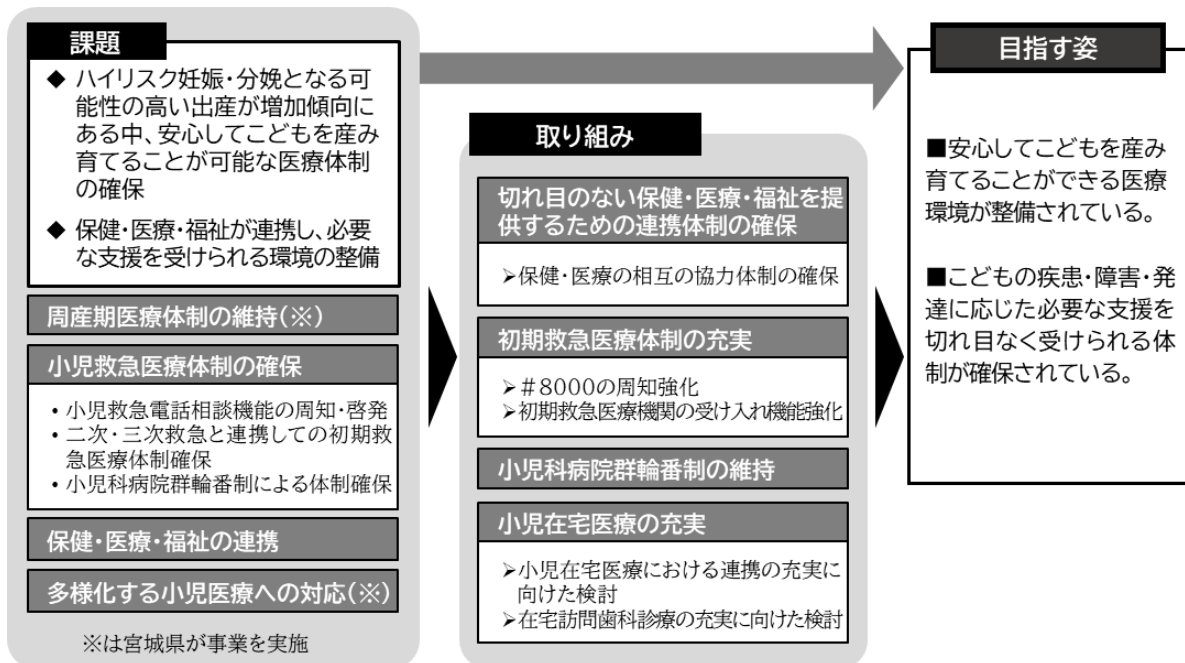 課題
◆ ハイリスク妊娠・分娩となる可
能性の高い出産が増加傾向に
ある中、安心してこどもを産み
育てることが可能な医療体制
の確保
◆ 保健・医療・福祉が連携し、必要
な支援を受けられる環境の整備
周産期医療体制の維持(※)
小児救急医療体制の確保
・小児救急電話相談機能の周知・啓発
・二次・三次救急と連携しての初期救
急医療体制確保
・小児科病院群輪番制による体制確保
保健・医療・福祉の連携
多様化する小児医療への対応(※)
※は宮城県が事業を実施
取り組み
切れ目のない保健・医療・福祉を提
供するための連携体制の確保
➢保健・医療の相互の協力体制の確保
初期救急医療体制の充実
➢＃8000の周知強化
➢初期救急医療機関の受け入れ機能強化
小児科病院群輪番制の維持
小児在宅医療の充実
➢小児在宅医療における連携の充実に
向けた検討
➢在宅訪問歯科診療の充実に向けた検討
目指す姿
■安心してこどもを産み
育てることができる医療
環境が整備されている。
■こどもの疾患・障害・発
達に応じた必要な支援を
切れ目なく受けられる体
制が確保されている。